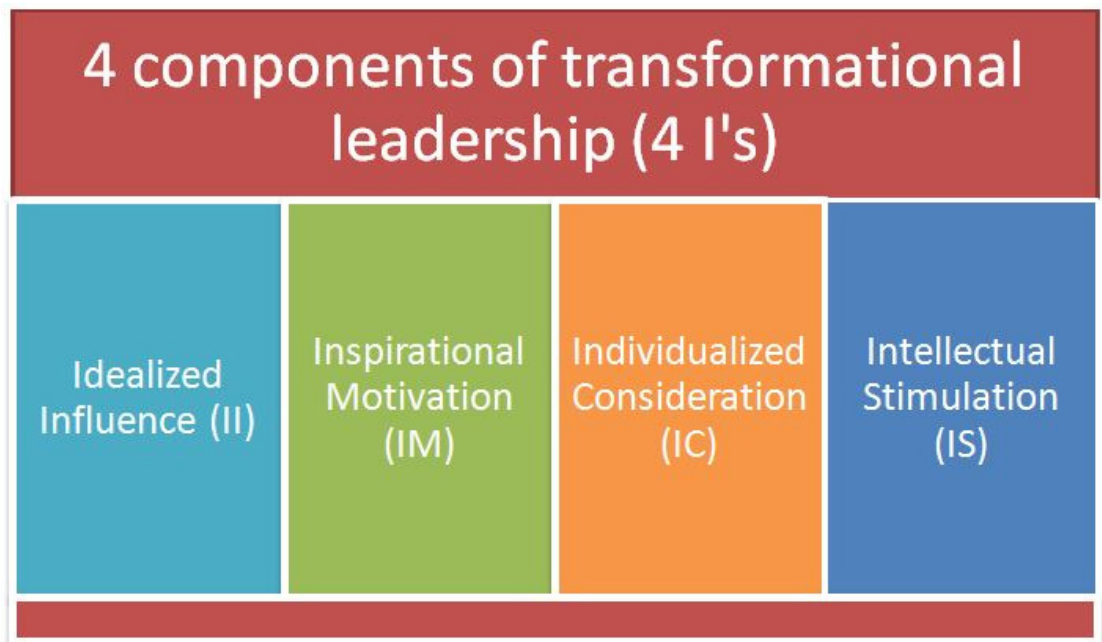 4 components of transformational
leadership (4 I's)
Idealized
Influence (II)
Inspirational
Motivation
(IM)
Individualized
Consideration
(IC)
Intellectual
Stimulation
(IS)